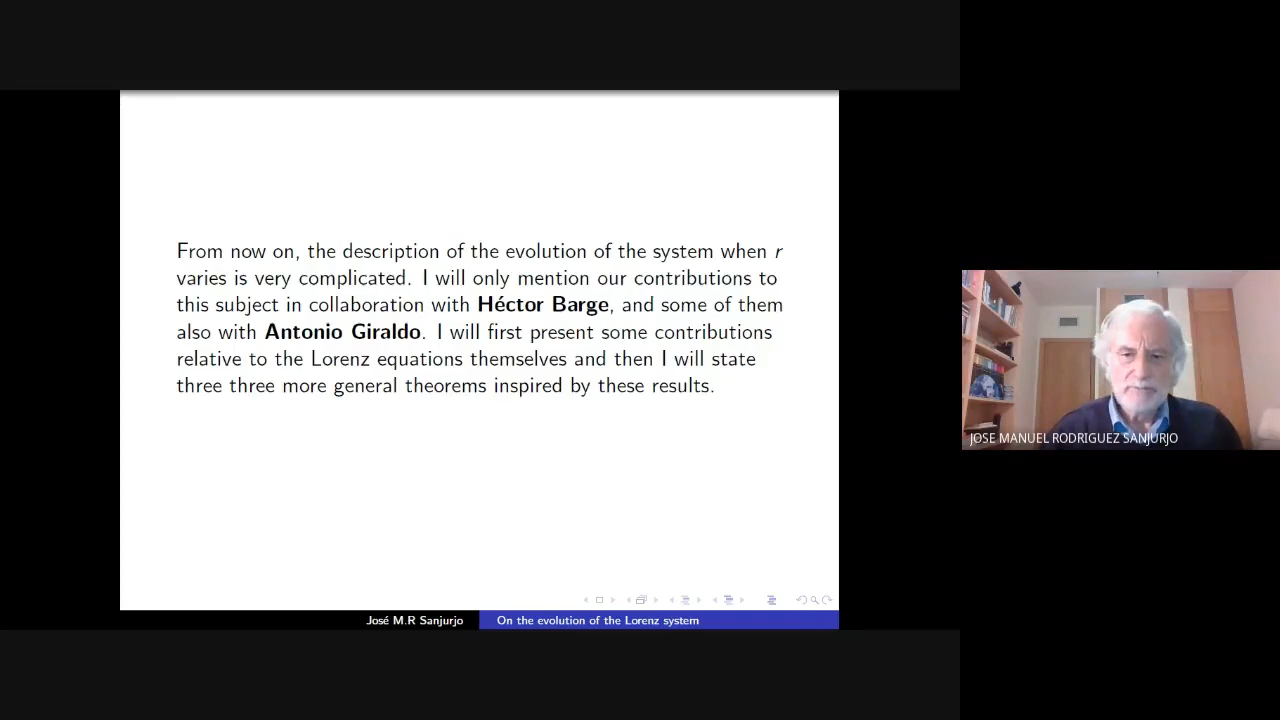 From now on, the description of the evolution of the system when r
varies is very complicated. I will only mention our contributions to
this subject in collaboration with Héctor Barge, and some of them
also with Antonio Giraldo. I will first present some contributions
relative to the Lorenz equations themselves and then I will state
three three more general theorems inspired by these results.
José M.R Sanjurjo
On the evolution of the Lorenz system
JOSE MANUEL RODRIGUEZ SANJURJO